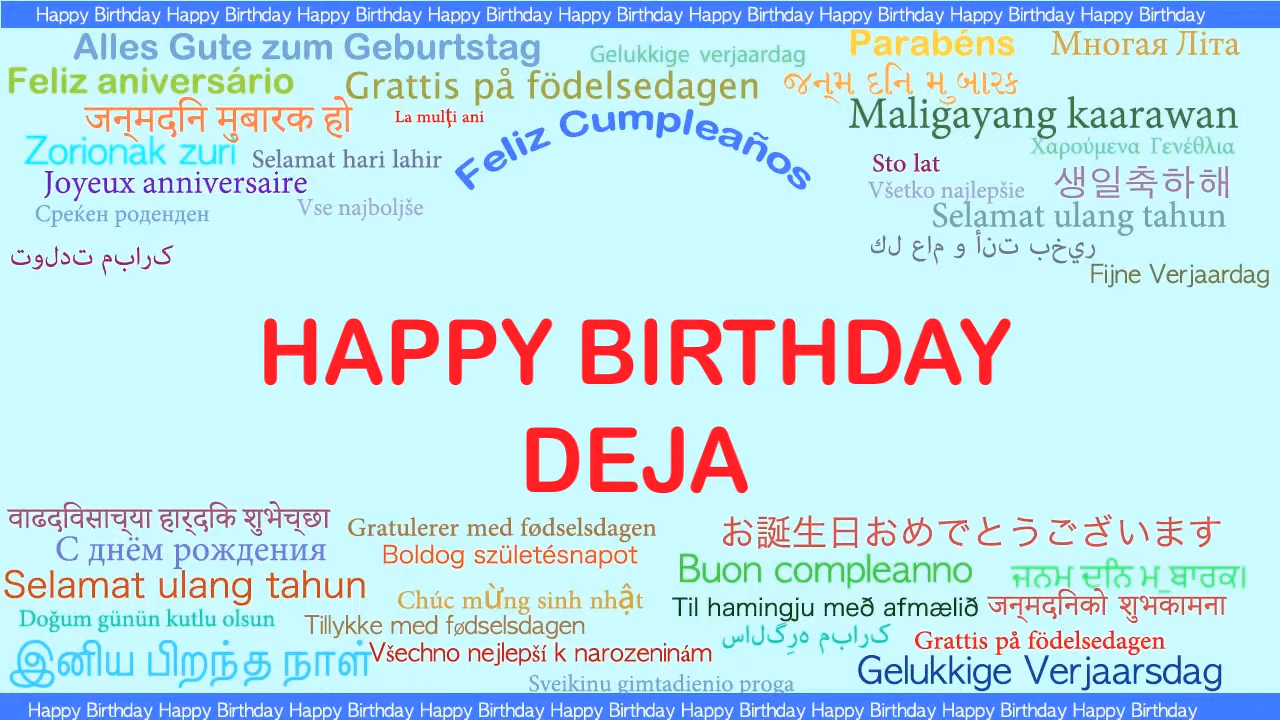 Happy Birthday Happy Birthday Happy Birthday Happy Birthday Happy Birthday Happy Birthday Happy Birthday Happy Birthday Happy Birthday
Alles Gute zum Geburtstag
Gelukkige verjaardag
Parabéns
Многая Літа
Feliz aniversário
Grattis på födelsedagen
જન્મ દિન મુબારક
जन्मदिन मुबारक हो
La mulţi ani
Feliz Cumpleaños
Maligayang kaarawan
Zorionak zuri
Selamat hari lahir
Sto lat
Χαρούμενα Γενέθλια
Joyeux anniversaire
Všetko najlepšie
생일축하해
Среќен роденден
Vse najboljše
Selamat ulang tahun
تولدت مبارک
كل عام و أنت بخير
Fijne Verjaardag
HAPPY BIRTHDAY
DEJA
वाढदिवसाच्या हार्दिक शुभेच्छा
Gratulerer med fødselsdagen
お誕生日おめでとうございます
С днём рождения
Boldog születésnapot
Buon compleanno
ਜਨਮ ਦਿਨ ਮੁਬਾਰਕ।
Selamat ulang tahun
Chúc mừng sinh nhật
Til hamingju með afmælið
जन्मदिनको शुभकामना
Doğum günün kutlu olsun
Tillykke med fødselsdagen
سالگرہ مبارک
Grattis på födelsedagen
இனிய பிறந்த நாள்
Všechno nejlepší k narozeninám
Gelukkige Verjaarsdag
Sveikinu gimtadienio proga
Happy Birthday Happy Birthday Happy Birthday Happy Birthday Happy Birthday Happy Birthday Happy Birthday Happy Birthday Happy Birthday